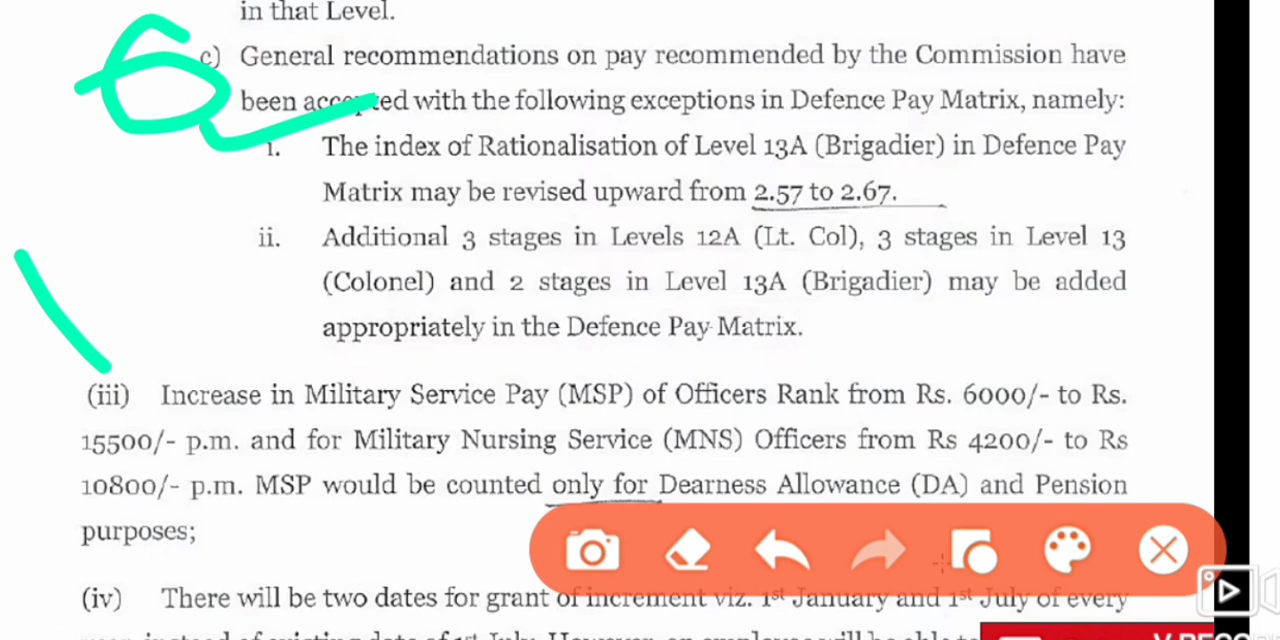 in that Level.
c) General recommendations on pay recommended by the Commission have
been accepted with the following exceptions in Defence Pay Matrix, namely:
i. The index of Rationalisation of Level 13A (Brigadier) in Defence Pay
Matrix may be revised upward from 2.57 to 2.67.
ii. Additional 3 stages in Levels 12A (Lt. Col), 3 stages in Level 13
(Colonel) and 2 stages in Level 13A (Brigadier) may be added
appropriately in the Defence Pay Matrix.
(iii) Increase in Military Service Pay (MSP) of Officers Rank from Rs. 6000/- to Rs.
15500/- p.m. and for Military Nursing Service (MNS) Officers from Rs 4200/- to Rs
10800/- p.m. MSP would be counted only for Dearness Allowance (DA) and Pension
purposes;
(iv) There will be two dates for grant of increment viz. 1st January and 1st July of every